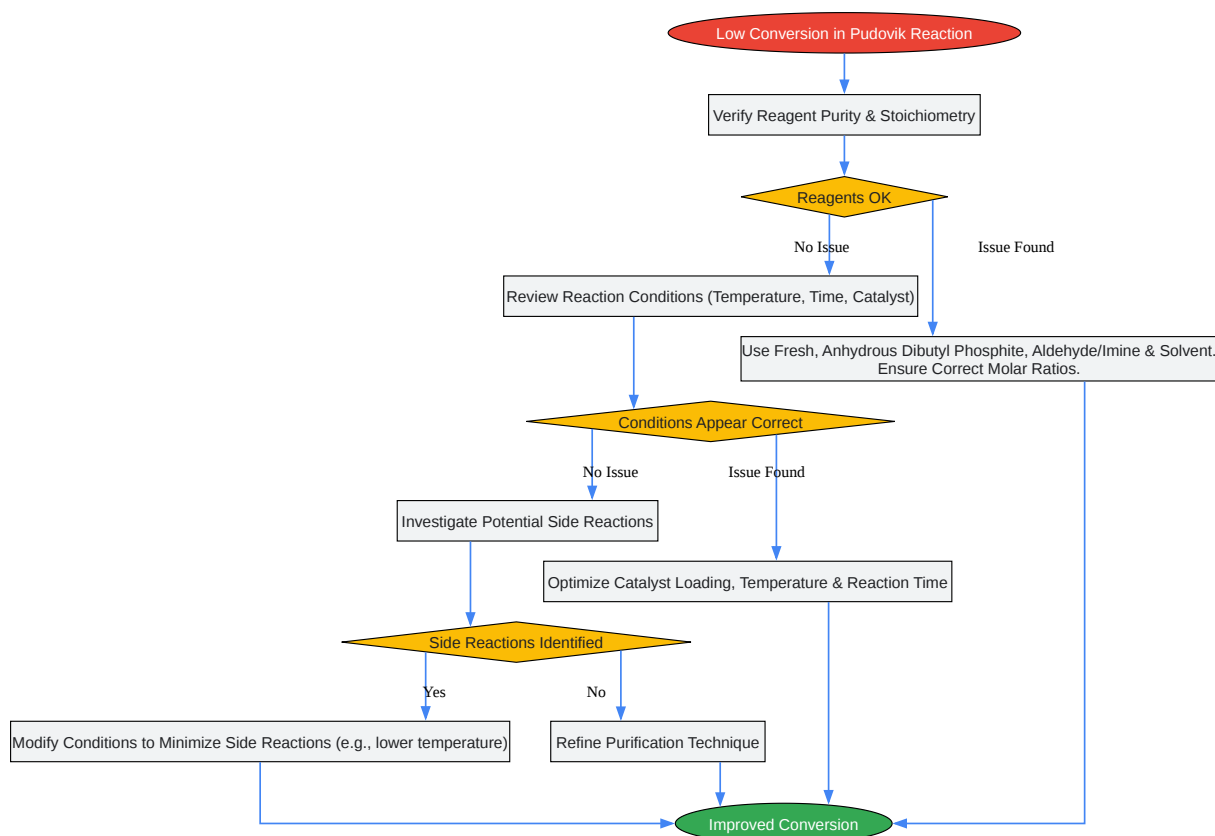 Low Conversion in Pudovik Reaction
Verify Reagent Purity & Stoichiometry
Reagents OK
No Issue
Issue Found
Review Reaction Conditions (Temperature, Time, Catalyst)
Use Fresh, Anhydrous Dibutyl Phosphite, Aldehyde/Imine & Solvent.
Ensure Correct Molar Ratios.
Conditions Appear Correct
No Issue
Issue Found
Investigate Potential Side Reactions
Optimize Catalyst Loading, Temperature & Reaction Time
Side Reactions Identified
Yes
No
Modify Conditions to Minimize Side Reactions (e.g., lower temperature)
Refine Purification Technique
Improved Conversion